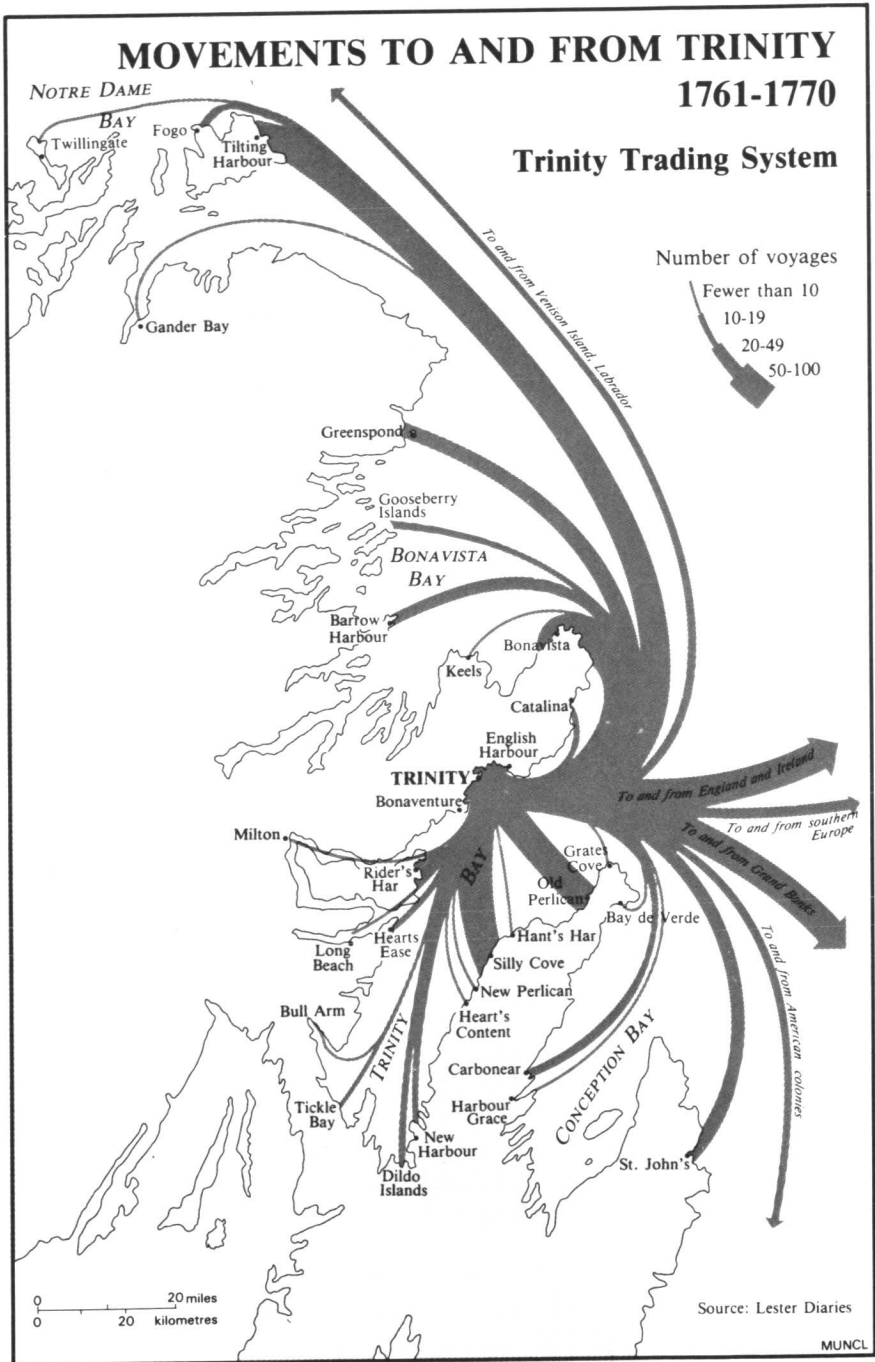 MOVEMENTS TO AND FROM TRINITY
1761-1770
Trinity Trading System
NOTRE DAME
BAY
Twillingate
Fogo
Tilting
Harbour
To and from Venison Island, Labrador
Number of voyages
Fewer than 10
10-19
20-49
50-100
Gander Bay
Greenspond
Gooseberry
Islands
BONAVISTA
BAY
Barrow
Harbour
Keels
Bonavista
Catalina
English
Harbour
TRINITY
Bonaventure
To and from England and Ireland
To and from southern
Europe
To and from Grand Banks
To and from American colonies
Milton
Rider's
Har
TRINITY BAY
Grates
Cove
Old
Perlican
Bay de Verde
Long
Beach
Hearts
Ease
Hant's Har
Silly Cove
New Perlican
Heart's
Content
Bull Arm
Carbonear
Harbour
Grace
CONCEPTION BAY
Tickle
Bay
New
Harbour
Dildo
Islands
St. John's
0 20 miles
0 20 kilometres
Source: Lester Diaries
MUNCL